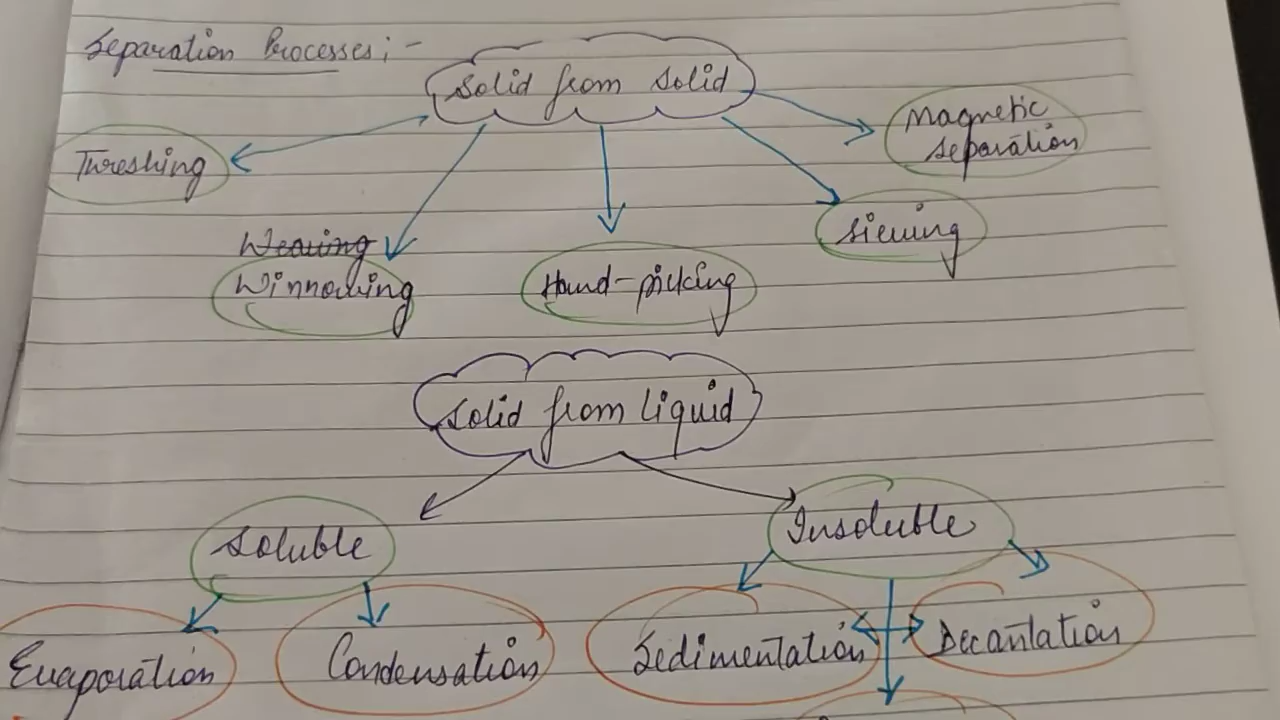 Separation Processes:-
Solid from Solid
Magnetic
separation
Threshing
Sieving
Weaing
Winnowing
Hand-picking
Solid from liquid
Soluble
Insoluble
Evaporation
Condensation
Sedimentation
Decantation